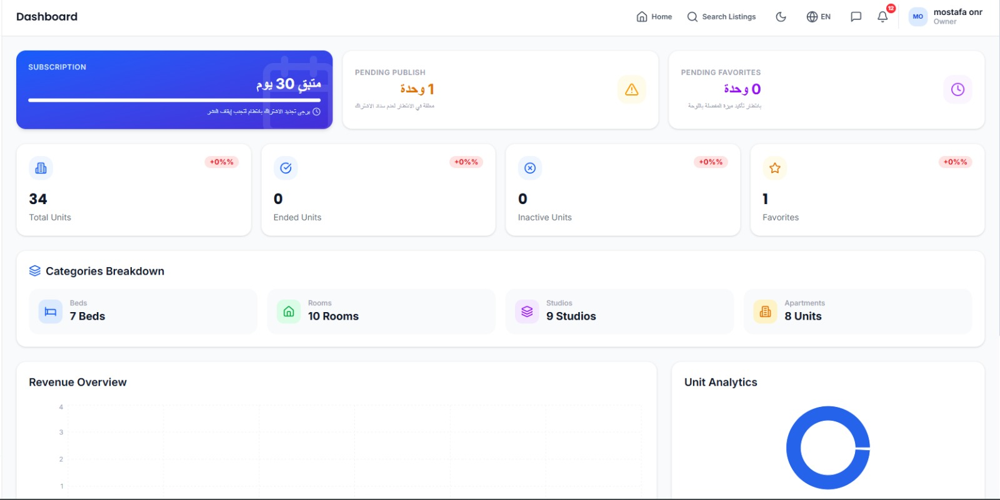 Dashboard
Home
Search Listings
EN
12
MO
mostafa onr
Owner
SUBSCRIPTION
متبقٍ 30 يوم
يرجى تجديد الاشتراك بانتظام لتجنب إيقاف النشر
PENDING PUBLISH
1 وحدة
معلقة في الانتظار لعدم سداد الاشتراك
PENDING FAVORITES
0 وحدة
بانتظار تأكيد ميزة المفضلة باللوحة
+0%%
34
Total Units
+0%%
0
Ended Units
+0%%
0
Inactive Units
+0%%
1
Favorites
Categories Breakdown
Beds
7 Beds
Rooms
10 Rooms
Studios
9 Studios
Apartments
8 Units
Revenue Overview
4
3
2
1
Unit Analytics